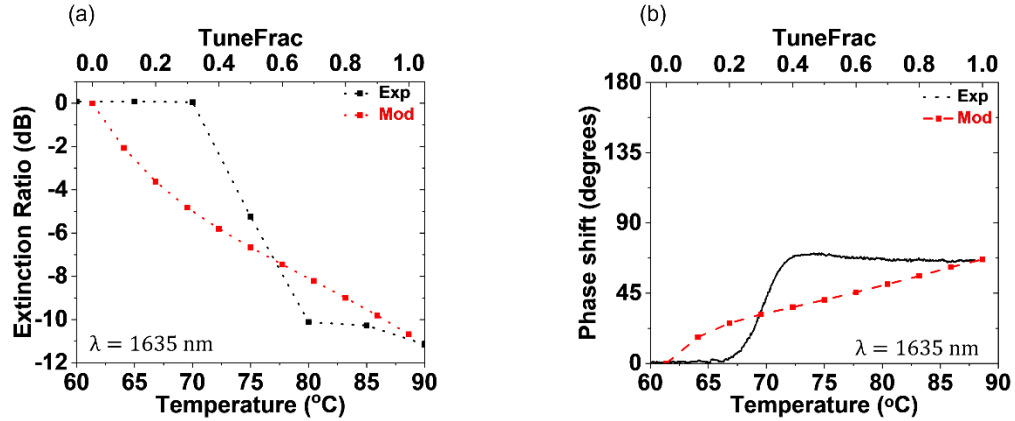 (a)
TuneFrac
0.0 0.2 0.4 0.6 0.8 1.0
Exp
Mod
0
-2
-4
-6
-8
-10
-12
Extinction Ratio (dB)
λ = 1635 nm
60 65 70 75 80 85 90
Temperature (°C)
(b)
TuneFrac
0.0 0.2 0.4 0.6 0.8 1.0
Exp
Mod
180
135
90
45
0
Phase shift (degrees)
λ = 1635 nm
60 65 70 75 80 85 90
Temperature (°C)